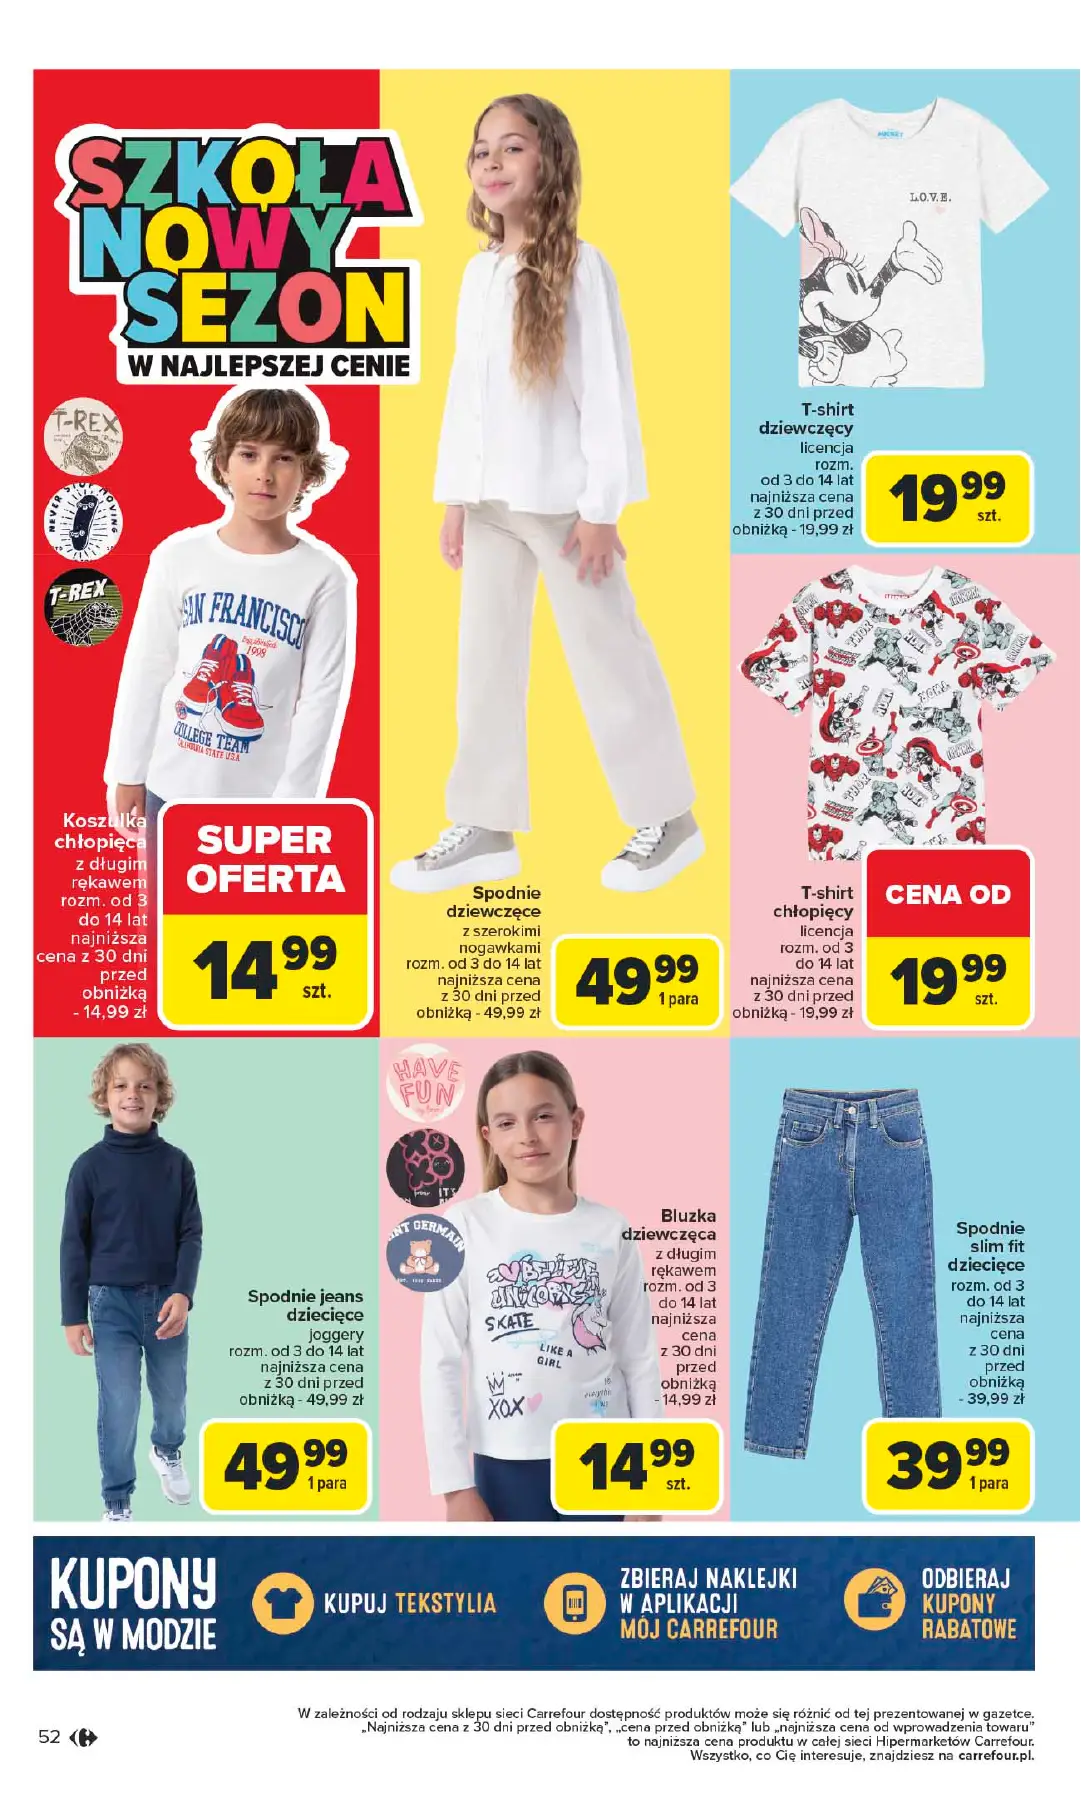 SZKOŁA
NOWY
SEZON
W NAJLEPSZEJ CENIE
T-REX
NEVER STOP MOVING
T-REX
SAN FRANCISCO
1998
COLLEGE TEAM
CALIFORNIA STATE U.S.A
Koszulka
chłopięca
z długim
rękawem
rozm. od 3
do 14 lat
najniższa
cena z 30 dni
przed
obniżką
- 14,99 zł
SUPER
OFERTA
14 99
szt.
Spodnie
dziewczęce
z szerokimi
nogawkami
rozm. od 3 do 14 lat
najniższa cena
z 30 dni przed
obniżką - 49,99 zł
49 99
1 para
MICKEY
L.O.V.E.
T-shirt
dziewczęcy
licencja
rozm.
od 3 do 14 lat
najniższa cena
z 30 dni przed
obniżką - 19,99 zł
19 99
szt.
T-shirt
chłopięcy
licencja
rozm. od 3
do 14 lat
najniższa cena
z 30 dni przed
obniżką - 19,99 zł
CENA OD
19 99
szt.
Spodnie jeans
dziecięce
joggery
rozm. od 3 do 14 lat
najniższa cena
z 30 dni przed
obniżką - 49,99 zł
49 99
1 para
HAVE
FUN
NT GERMAIN
BELIEVE
UNICORNS
SKATE
LIKE A
GIRL
XOX
Bluzka
dziewczęca
z długim
rękawem
rozm. od 3
do 14 lat
najniższa
cena
z 30 dni
przed
obniżką
- 14,99 zł
14 99
szt.
Spodnie
slim fit
dziecięce
rozm. od 3
do 14 lat
najniższa
cena
z 30 dni
przed
obniżką
- 39,99 zł
39 99
1 para
KUPONY
SĄ W MODZIE
KUPUJ TEKSTYLIA
ZBIERAJ NAKLEJKI
W APLIKACJI
MÓJ CARREFOUR
ODBIERAJ
KUPONY
RABATOWE
W zależności od rodzaju sklepu sieci Carrefour dostępność produktów może się różnić od tej prezentowanej w gazetce.
„Najniższa cena z 30 dni przed obniżką”, „cena przed obniżką” lub „najniższa cena od wprowadzenia towaru”
to najniższa cena produktu w całej sieci Hipermarketów Carrefour.
Wszystko, co Cię interesuje, znajdziesz na carrefour.pl.
52